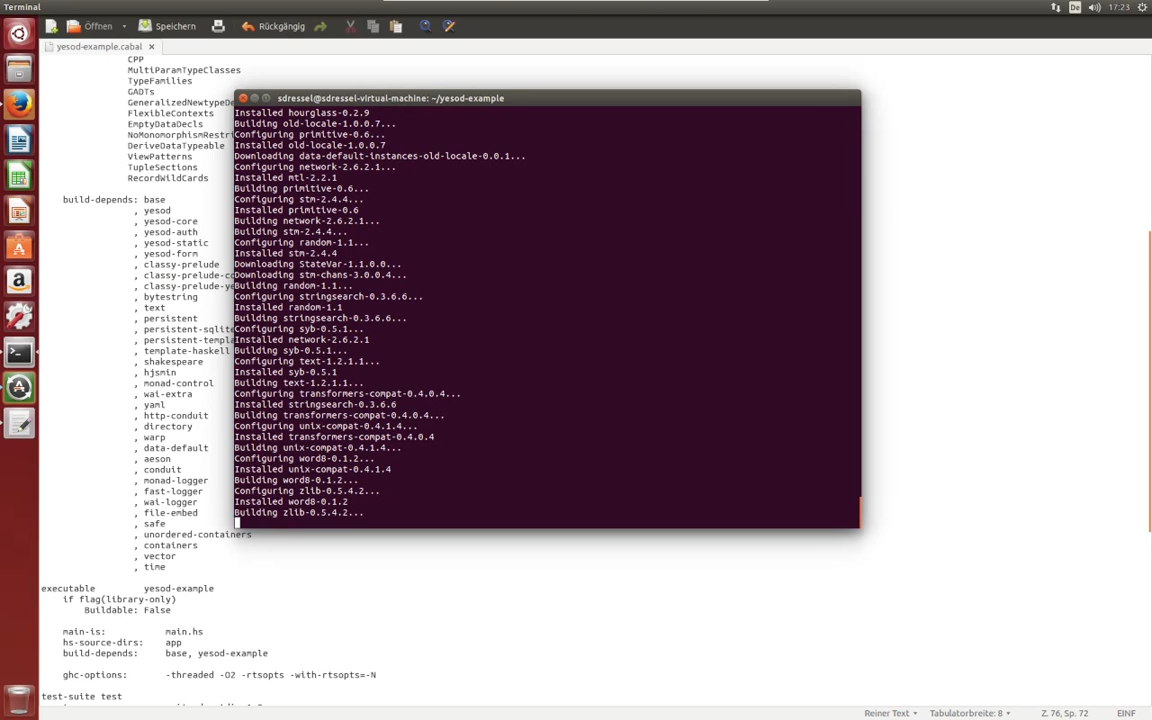 Terminal
De
17:23
Öffnen
Speichern
Rückgängig
yesod-example.cabal
CPP
MultiParamTypeClasses
TypeFamilies
GADTs
GeneralizedNewtypeDe
FlexibleContexts
EmptyDataDecls
NoMonomorphismRestri
DeriveDataTypeable
ViewPatterns
TupleSections
RecordWildCards
build-depends: base
, yesod
, yesod-core
, yesod-auth
, yesod-static
, yesod-form
, classy-prelude
, classy-prelude-c
, classy-prelude-y
, bytestring
, text
, persistent
, persistent-sqlit
, persistent-templ
, template-haskell
, shakespeare
, hjsmin
, monad-control
, wai-extra
, yaml
, http-conduit
, directory
, warp
, data-default
, aeson
, conduit
, monad-logger
, fast-logger
, wai-logger
, file-embed
, safe
, unordered-containers
, containers
, vector
, time
executable yesod-example
if flag(library-only)
Buildable: False
main-is: main.hs
hs-source-dirs: app
build-depends: base, yesod-example
ghc-options: -threaded -O2 -rtsopts -with-rtsopts=-N
test-suite test
sdressel@sdressel-virtual-machine: ~/yesod-example
Installed hourglass-0.2.9
Building old-locale-1.0.0.7...
Configuring primitive-0.6...
Installed old-locale-1.0.0.7
Downloading data-default-instances-old-locale-0.0.1...
Configuring network-2.6.2.1...
Installed mtl-2.2.1
Building primitive-0.6...
Configuring stm-2.4.4...
Installed primitive-0.6
Building network-2.6.2.1...
Building stm-2.4.4...
Configuring random-1.1...
Installed stm-2.4.4
Downloading StateVar-1.1.0.0...
Downloading stm-chans-3.0.0.4...
Building random-1.1...
Configuring stringsearch-0.3.6.6...
Installed random-1.1
Building stringsearch-0.3.6.6...
Configuring syb-0.5.1...
Installed network-2.6.2.1
Building syb-0.5.1...
Configuring text-1.2.1.1...
Installed syb-0.5.1
Building text-1.2.1.1...
Configuring transformers-compat-0.4.0.4...
Installed stringsearch-0.3.6.6
Building transformers-compat-0.4.0.4...
Configuring unix-compat-0.4.1.4...
Installed transformers-compat-0.4.0.4
Building unix-compat-0.4.1.4...
Configuring word8-0.1.2...
Installed unix-compat-0.4.1.4
Building word8-0.1.2...
Configuring zlib-0.5.4.2...
Installed word8-0.1.2
Building zlib-0.5.4.2...
Reiner Text
Tabulatorbreite: 8
Z. 76, Sp. 72
EINF